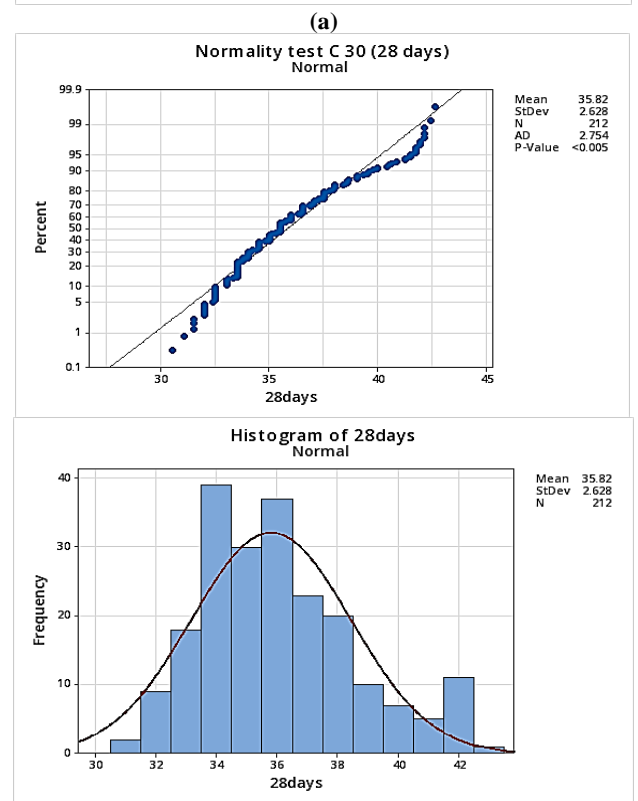 (a)
Normality test C 30 (28 days)
Normal
99.9
99
95
90
80
70
60
50
40
30
20
10
5
1
0.1
Percent
30 35 40 45
28days
Mean 35.82
StDev 2.628
N 212
AD 2.754
P-Value <0.005
Histogram of 28days
Normal
40
30
20
10
0
Frequency
30 32 34 36 38 40 42
28days
Mean 35.82
StDev 2.628
N 212